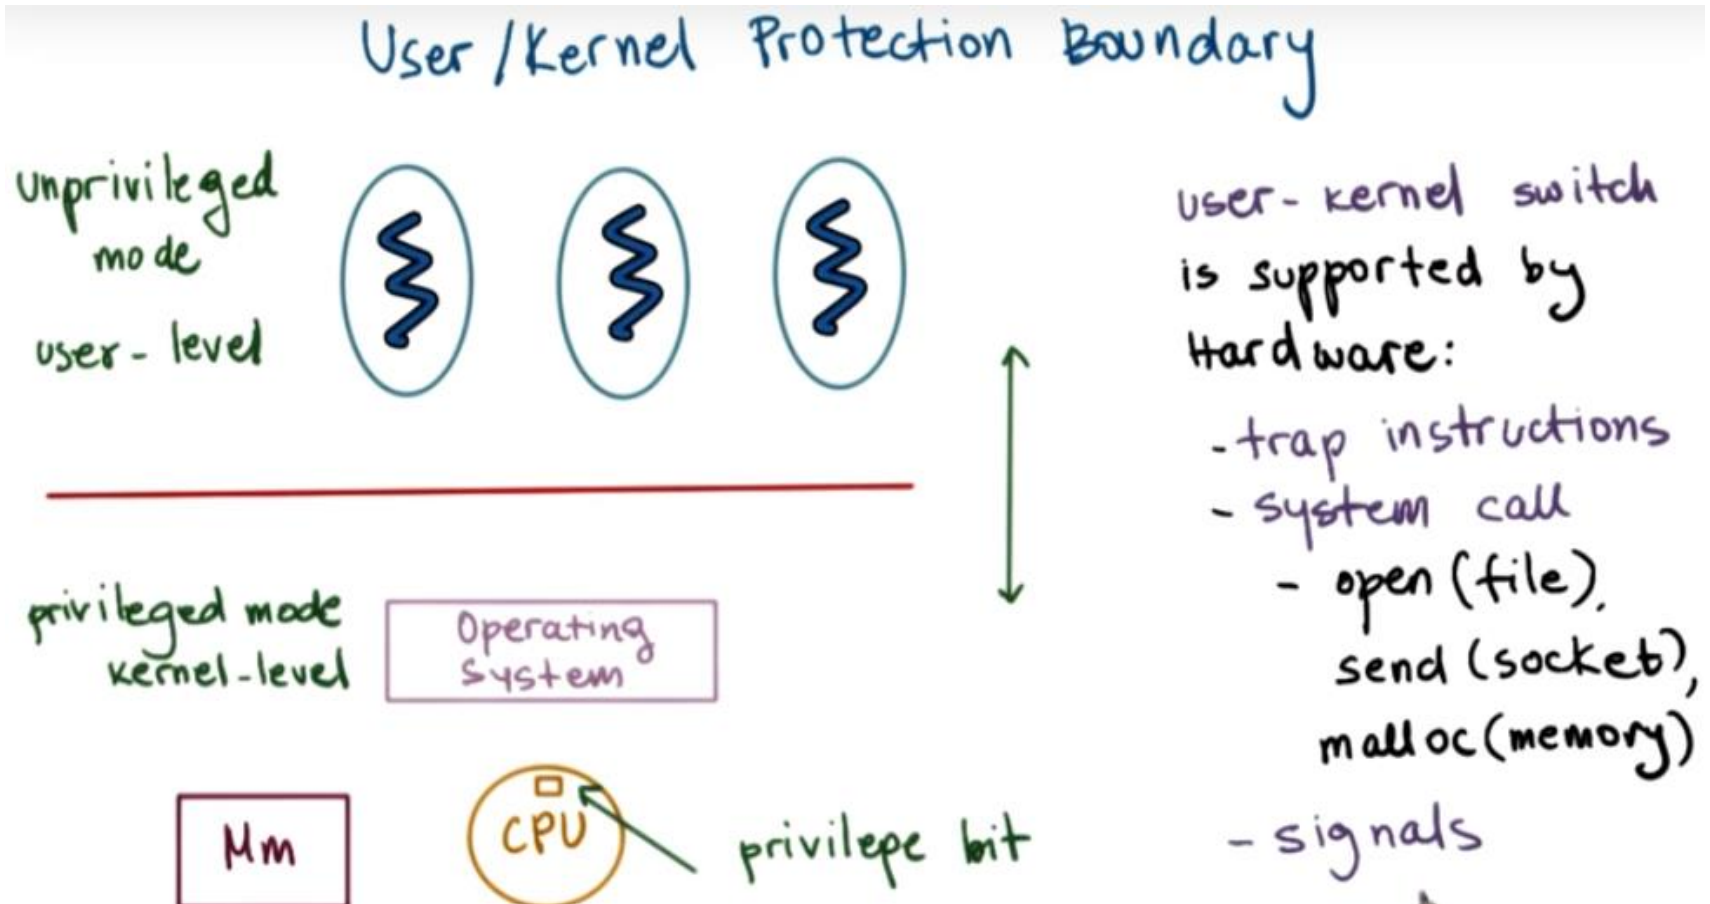 User/Kernel Protection Boundary
unprivileged
mode
user-level
privileged mode
kernel-level
Operating
System
Mm
CPU
privilege bit
user-kernel switch
is supported by
Hardware:
- trap instructions
- system call
- open (file),
send (socket),
malloc (memory)
- signals